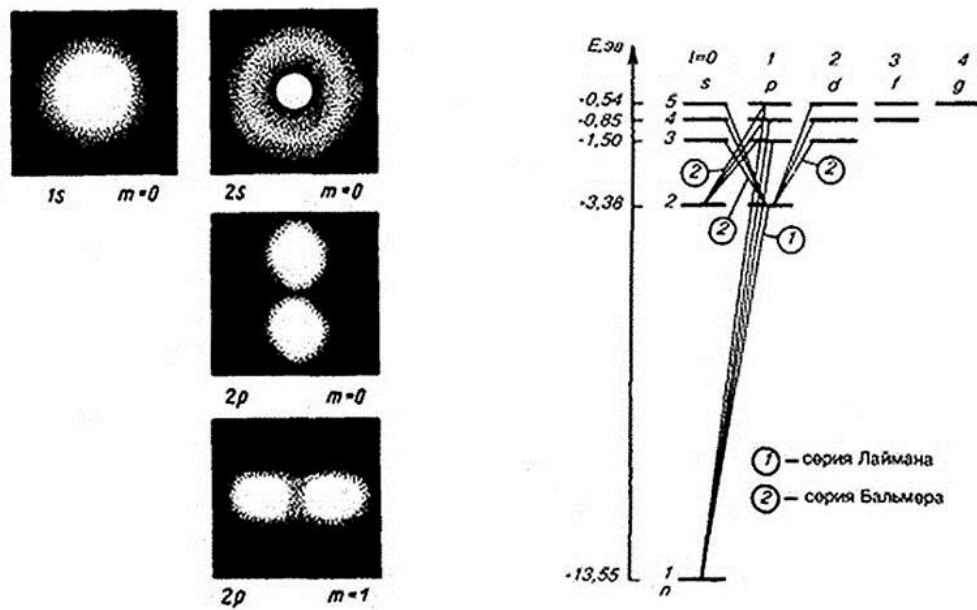 1s m=0
2s m=0
2p m=0
2p m=1
E,эв l=0 1 2 3 4
s p d f g
-0,54 5
-0,85 4
-1,50 3
-3,38 2
2
2
2
1
1 – серия Лаймана
2 – серия Бальмера
-13,55 1
n